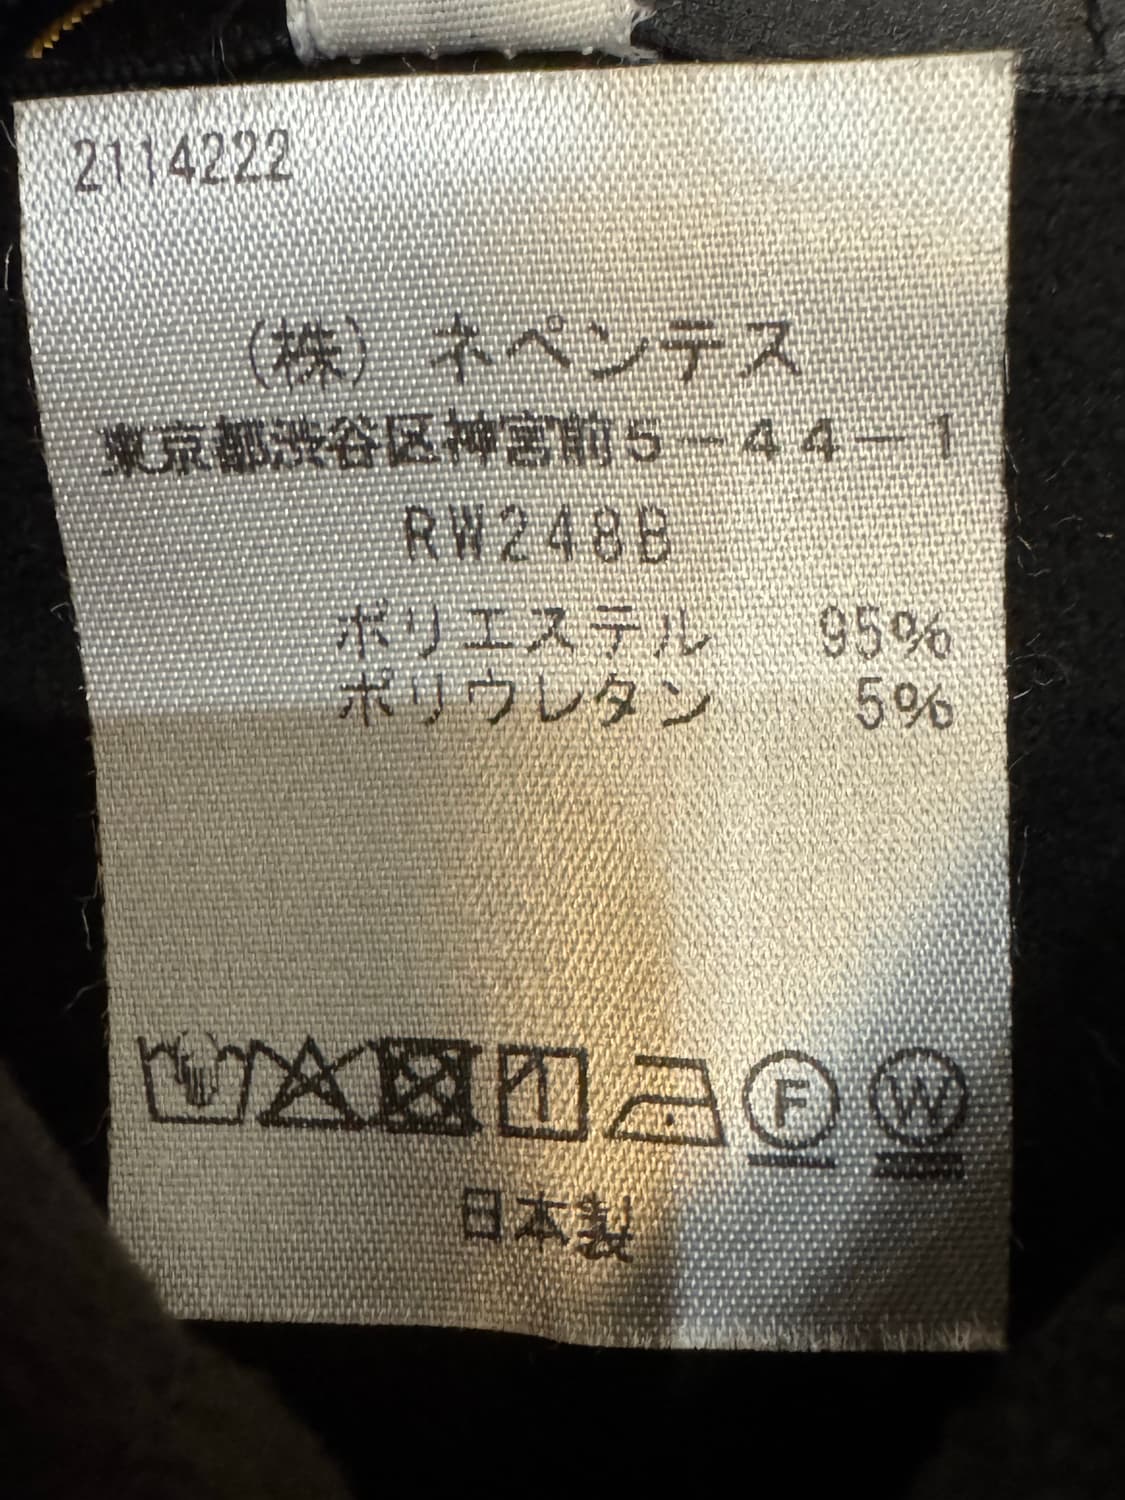 2114222
(株) ネペンテス
東京都渋谷区神宮前5-44-1
RW248B
ポリエステル 95%
ポリウレタン 5%
F W
日本製